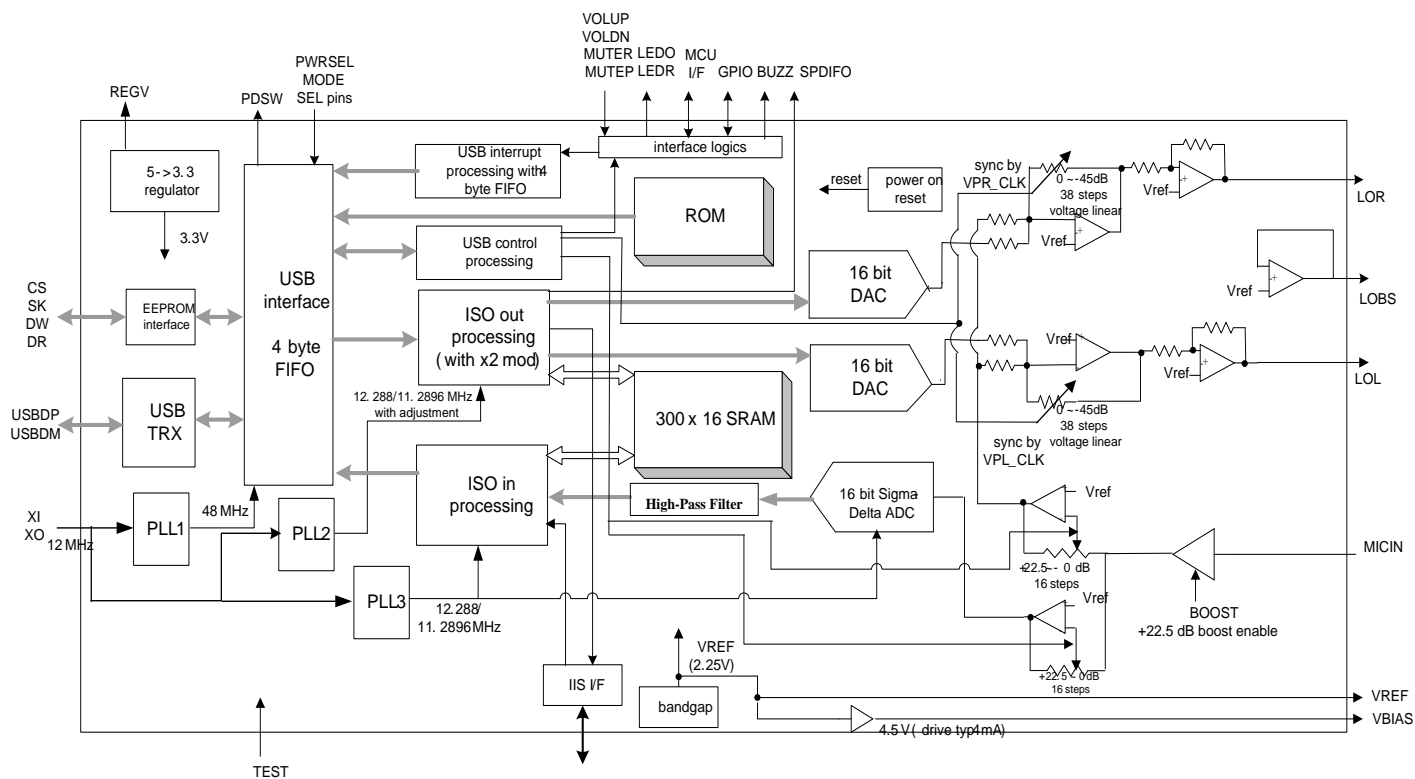 VOLUP
VOLDN
MUTER
MUTEP
LEDO
LEDR
MCU
I/F
GPIO
BUZZ
SPDIFO
PWRSEL
MODE
SEL pins
REGV
PDSW
5->3.3
regulator
3.3V
USB interrupt
processing with 4
byte FIFO
interface logics
ROM
reset
power on
reset
sync by
VPR_CLK
0 ~-45dB
38 steps
voltage linear
Vref
-
+
Vref
-
+
LOR
USB control
processing
USB
interface
4 byte
FIFO
16 bit
DAC
Vref
-
+
LOBS
CS
SK
DW
DR
EEPROM
interface
ISO out
processing
(with x2 mod)
16 bit
DAC
Vref
-
+
Vref
-
+
LOL
0 ~-45dB
38 steps
voltage linear
sync by
VPL_CLK
USBDP
USBDM
USB
TRX
12. 288/11. 2896 MHz
with adjustment
300 x 16 SRAM
ISO in
processing
High-Pass Filter
16 bit Sigma-
Delta ADC
Vref
XI
XO
12 MHz
PLL1
48 MHz
PLL2
PLL3
12.288/
11. 2896 MHz
+22.5 ~- 0 dB
16 steps
MICIN
BOOST
+22.5 dB boost enable
Vref
+22.5 ~ 0dB
16 steps
VREF
(2.25V)
IIS I/F
bandgap
VREF
VBIAS
4.5 V ( drive typ4mA)
TEST